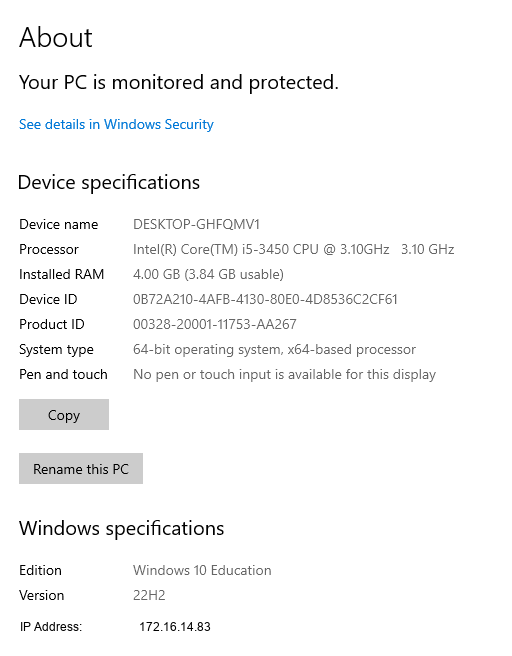 About
Your PC is monitored and protected.
See details in Windows Security
Device specifications
Device name DESKTOP-GHFQMV1
Processor Intel(R) Core(TM) i5-3450 CPU @ 3.10GHz 3.10 GHz
Installed RAM 4.00 GB (3.84 GB usable)
Device ID 0B72A210-4AFB-4130-80E0-4D8536C2CF61
Product ID 00328-20001-11753-AA267
System type 64-bit operating system, x64-based processor
Pen and touch No pen or touch input is available for this display
Copy
Rename this PC
Windows specifications
Edition Windows 10 Education
Version 22H2
IP Address: 172.16.14.83